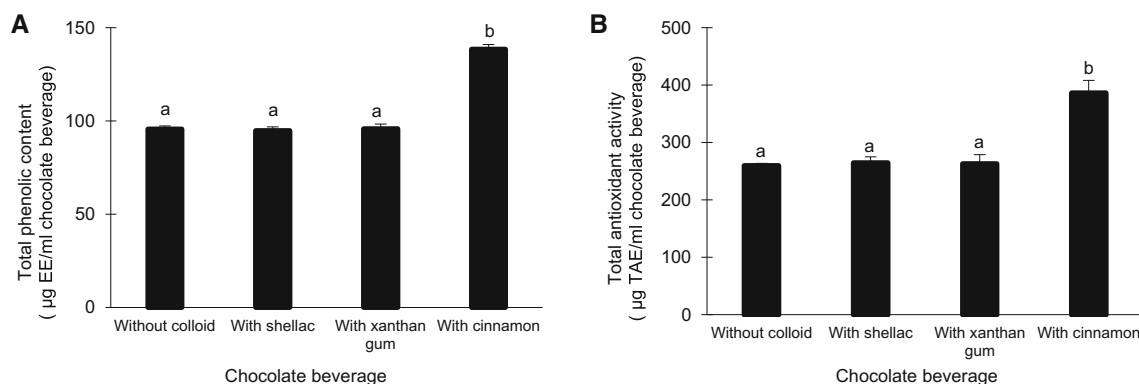 A
Total phenolic content
( µg EE/ml chocolate beverage)
150
100
50
0
a
a
a
b
Without colloid
With shellac
With xanthan
gum
With cinnamon
Chocolate beverage
B
Total antioxidant activity
( µg TAE/ml chocolate beverage)
500
400
300
200
100
0
a
a
a
b
Without colloid
With shellac
With xanthan
gum
With cinnamon
Chocolate beverage